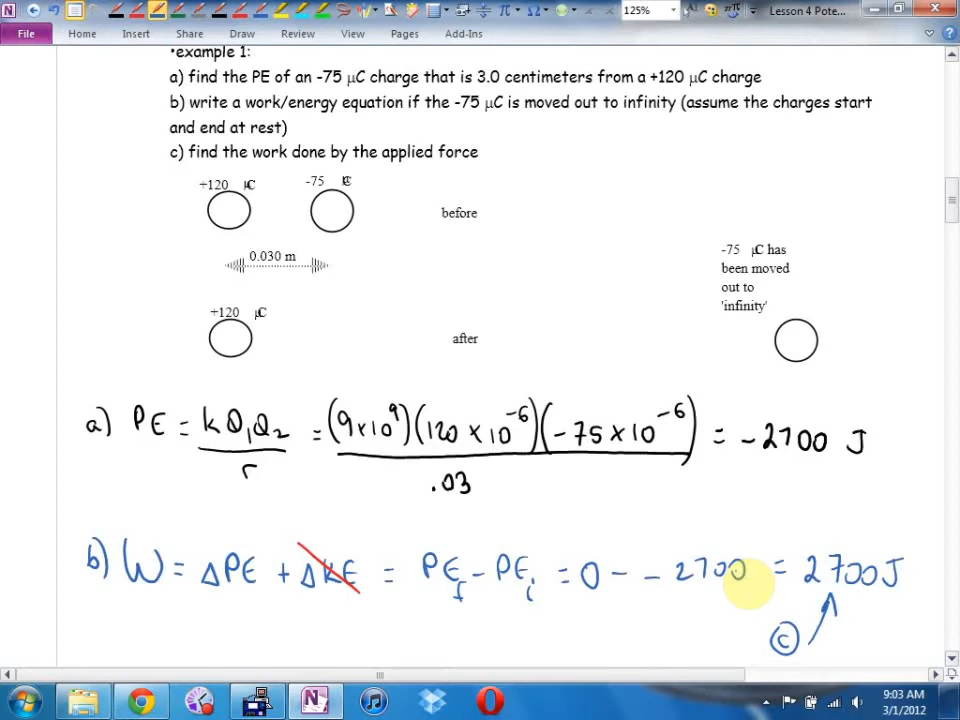 125%
Lesson 4 Pote...
File Home Insert Share Draw Review View Pages Add-Ins
•example 1:
a) find the PE of an -75 μC charge that is 3.0 centimeters from a +120 μC charge
b) write a work/energy equation if the -75 μC is moved out to infinity (assume the charges start
and end at rest)
c) find the work done by the applied force
+120 μC
-75 μC
before
0.030 m
-75 μC has
been moved
out to
'infinity'
+120 μC
after
a) PE = kQ₁Q₂/r = (9×10⁹)(120×10⁻⁶)(-75×10⁻⁶)/.03 = -2700 J
b) W = ΔPE + ΔKE = PE_f - PE_i = 0 - - 2700 = 2700J
c
9:03 AM
3/1/2012